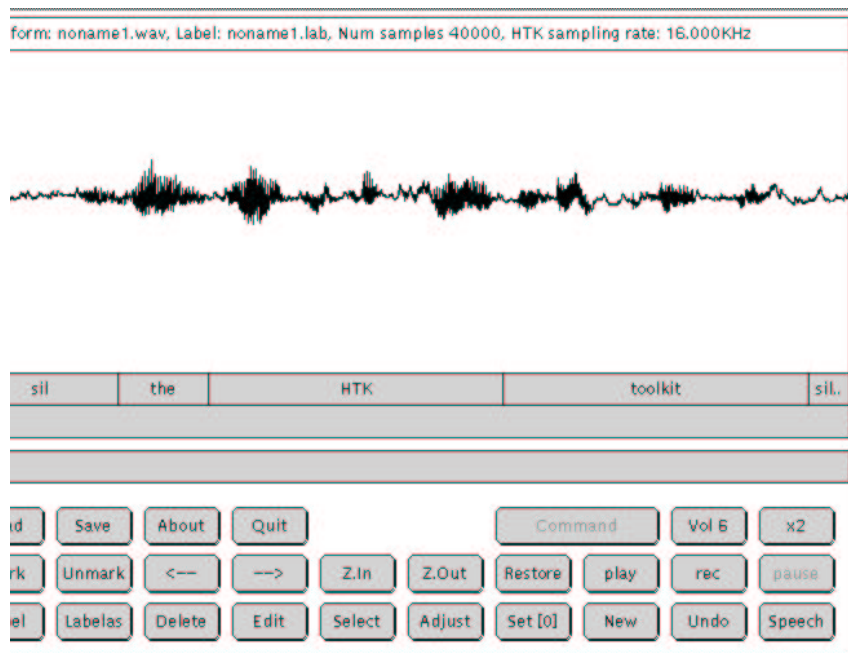 form: noname1.wav, Label: noname1.lab, Num samples 40000, HTK sampling rate: 16.000KHz
sil the HTK toolkit sil..
d Save About Quit Command Vol 6 x2
rk Unmark <-- --> Z.In Z.Out Restore play rec pause
el Labelas Delete Edit Select Adjust Set [0] New Undo Speech